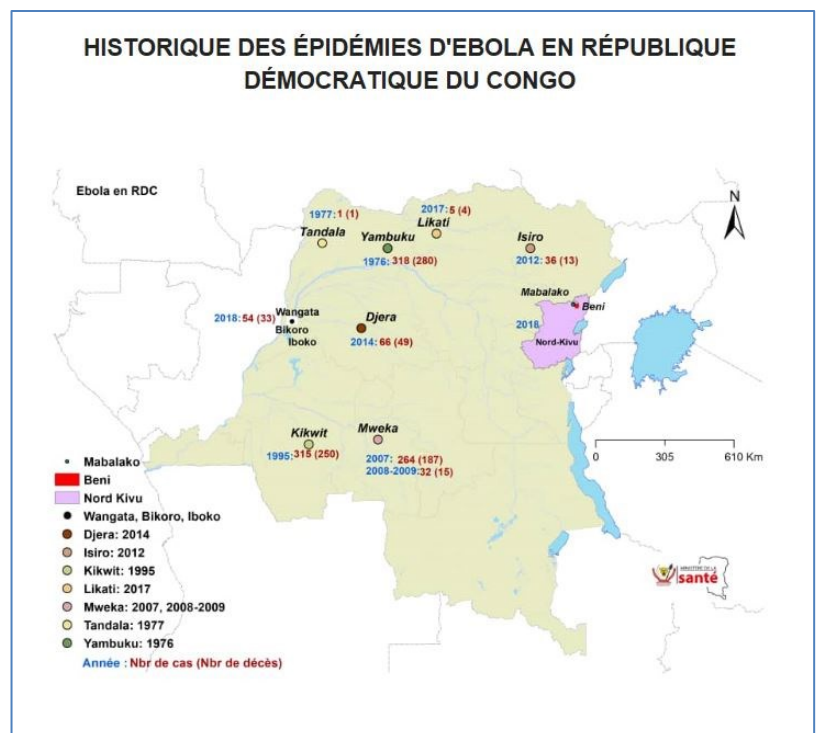 HISTORIQUE DES ÉPIDÉMIES D'EBOLA EN RÉPUBLIQUE
DÉMOCRATIQUE DU CONGO
Ebola en RDC
N
1977: 1 (1)
Tandala
2017: 5 (4)
Likati
Yambuku
1976: 318 (280)
Isiro
2012: 36 (13)
Mabalako
Beni
2018
Nord-Kivu
2018: 54 (33)
Wangata
Bikoro
Iboko
Djera
2014: 66 (49)
Kikwit
1995: 315 (250)
Mweka
2007: 264 (187)
2008-2009: 32 (15)
0 305 610 Km
Mabalako
Beni
Nord Kivu
Wangata, Bikoro, Iboko
Djera: 2014
Isiro: 2012
Kikwit: 1995
Likati: 2017
Mweka: 2007, 2008-2009
Tandala: 1977
Yambuku: 1976
Année : Nbr de cas (Nbr de décès)
MINISTÈRE DE LA
santé